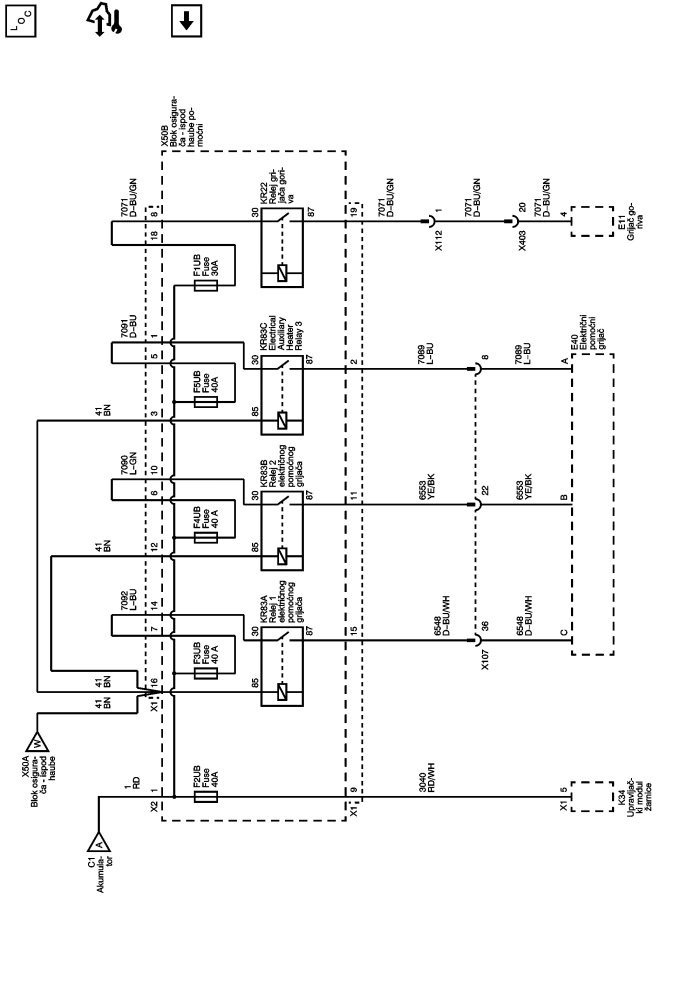 LOC
X50B
Blok osigura-
ča - ispod
haube po-
moćni
7071
D-BU/GN
8
18
KR22
Relej gri-
jača gori-
va
30
87
F1UB
Fuse
30A
19
7071
D-BU/GN
1
X112
7071
D-BU/GN
20
X403
7071
D-BU/GN
4
E11
Grijač go-
riva
7091
D-BU
1
5
KR83C
Electrical
Auxiliary
Heater
Relay 3
30
87
85
F5UB
Fuse
40A
41
BN
3
2
7089
L-BU
8
7089
L-BU
A
E40 Električni
pomoćni
grijač
7090
L-GN
10
6
KR83B
Relej 2
električnog
pomoćnog
grijača
30
87
85
F4UB
Fuse
40 A
41
BN
12
11
6553
YE/BK
22
6553
YE/BK
B
7092
L-BU
14
7
KR83A
Relej 1
električnog
pomoćnog
grijača
30
87
85
F3UB
Fuse
40 A
41
BN
16
X1
41
BN
15
6548
D-BU/WH
36
X107
6548
D-BU/WH
C
W
X50A
Blok osigura-
ča - ispod
haube
1
RD
1
X2
F2UB
Fuse
40A
9
X1
3040
RD/WH
5
X1
K34
Upravljač-
ki modul
žarnice
A
C1
Akumula-
tor